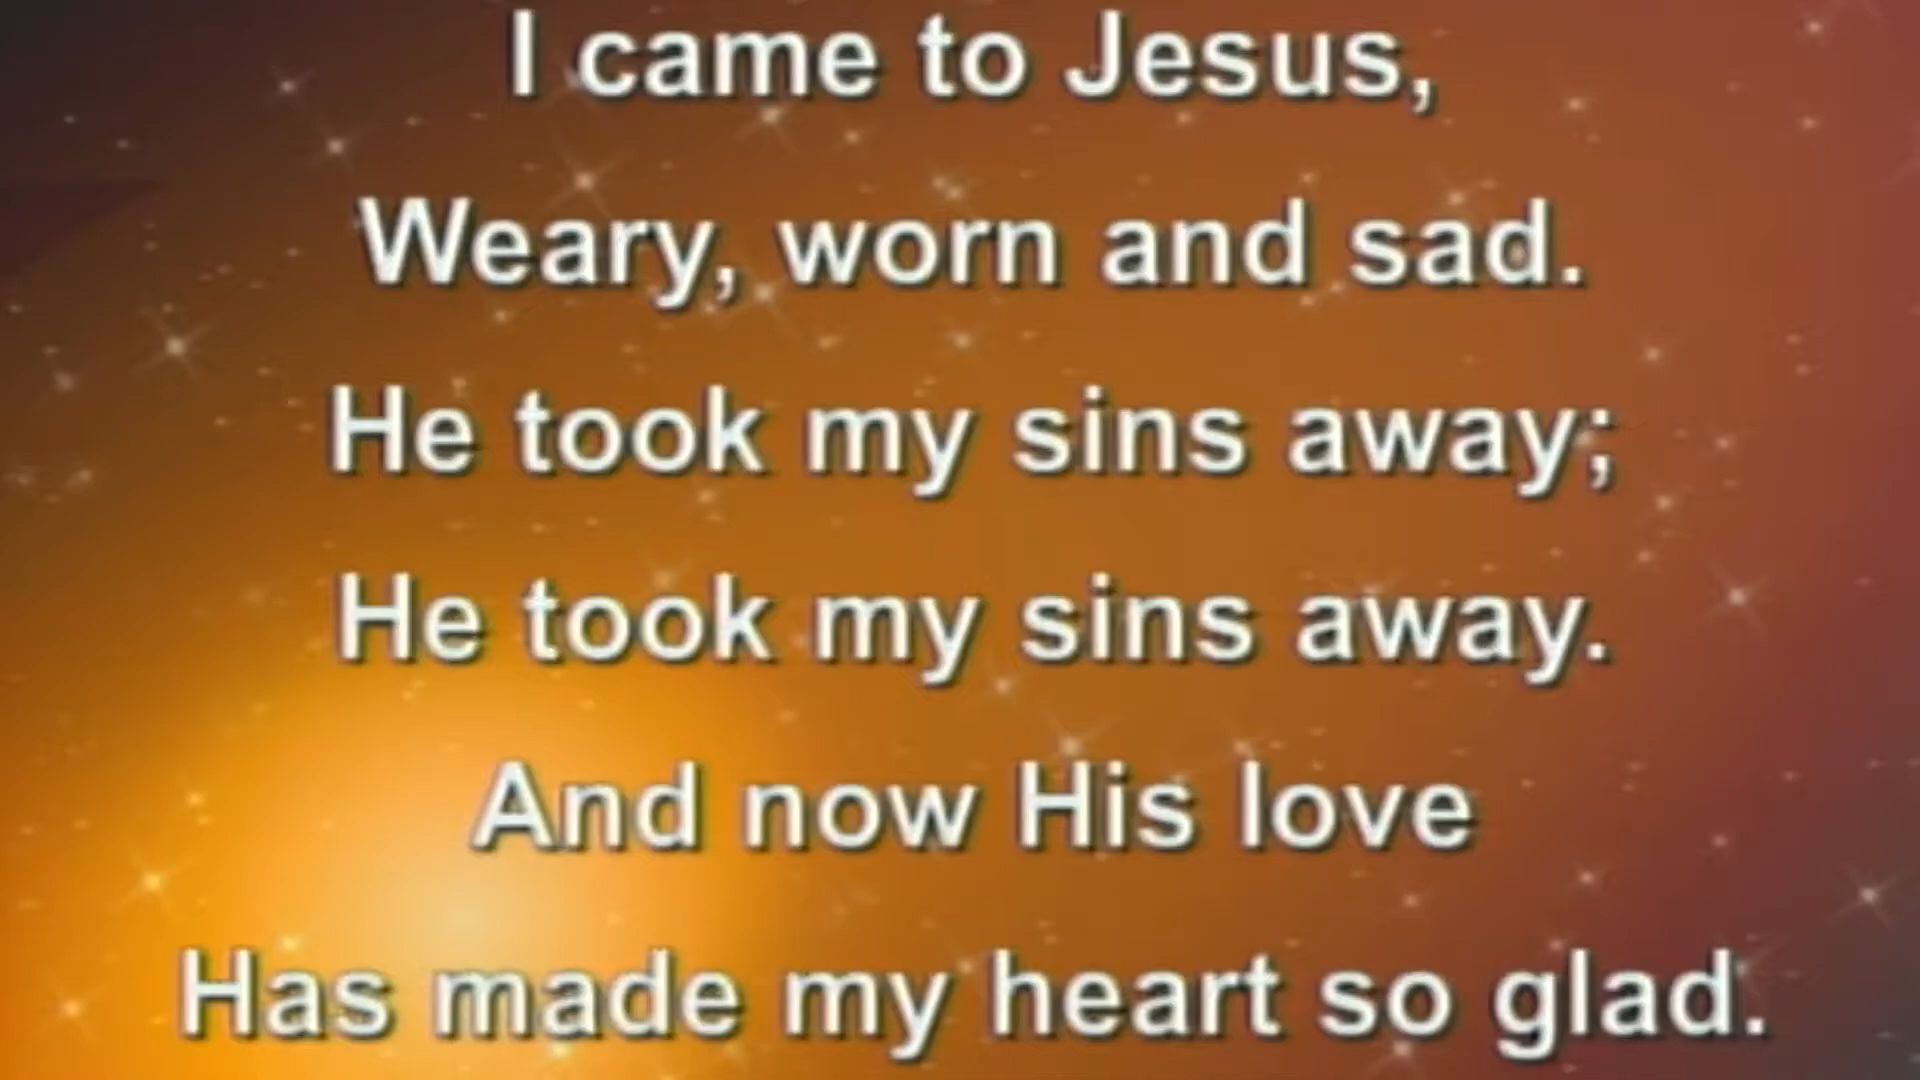 I came to Jesus,
Weary, worn and sad.
He took my sins away;
He took my sins away.
And now His love
Has made my heart so glad.